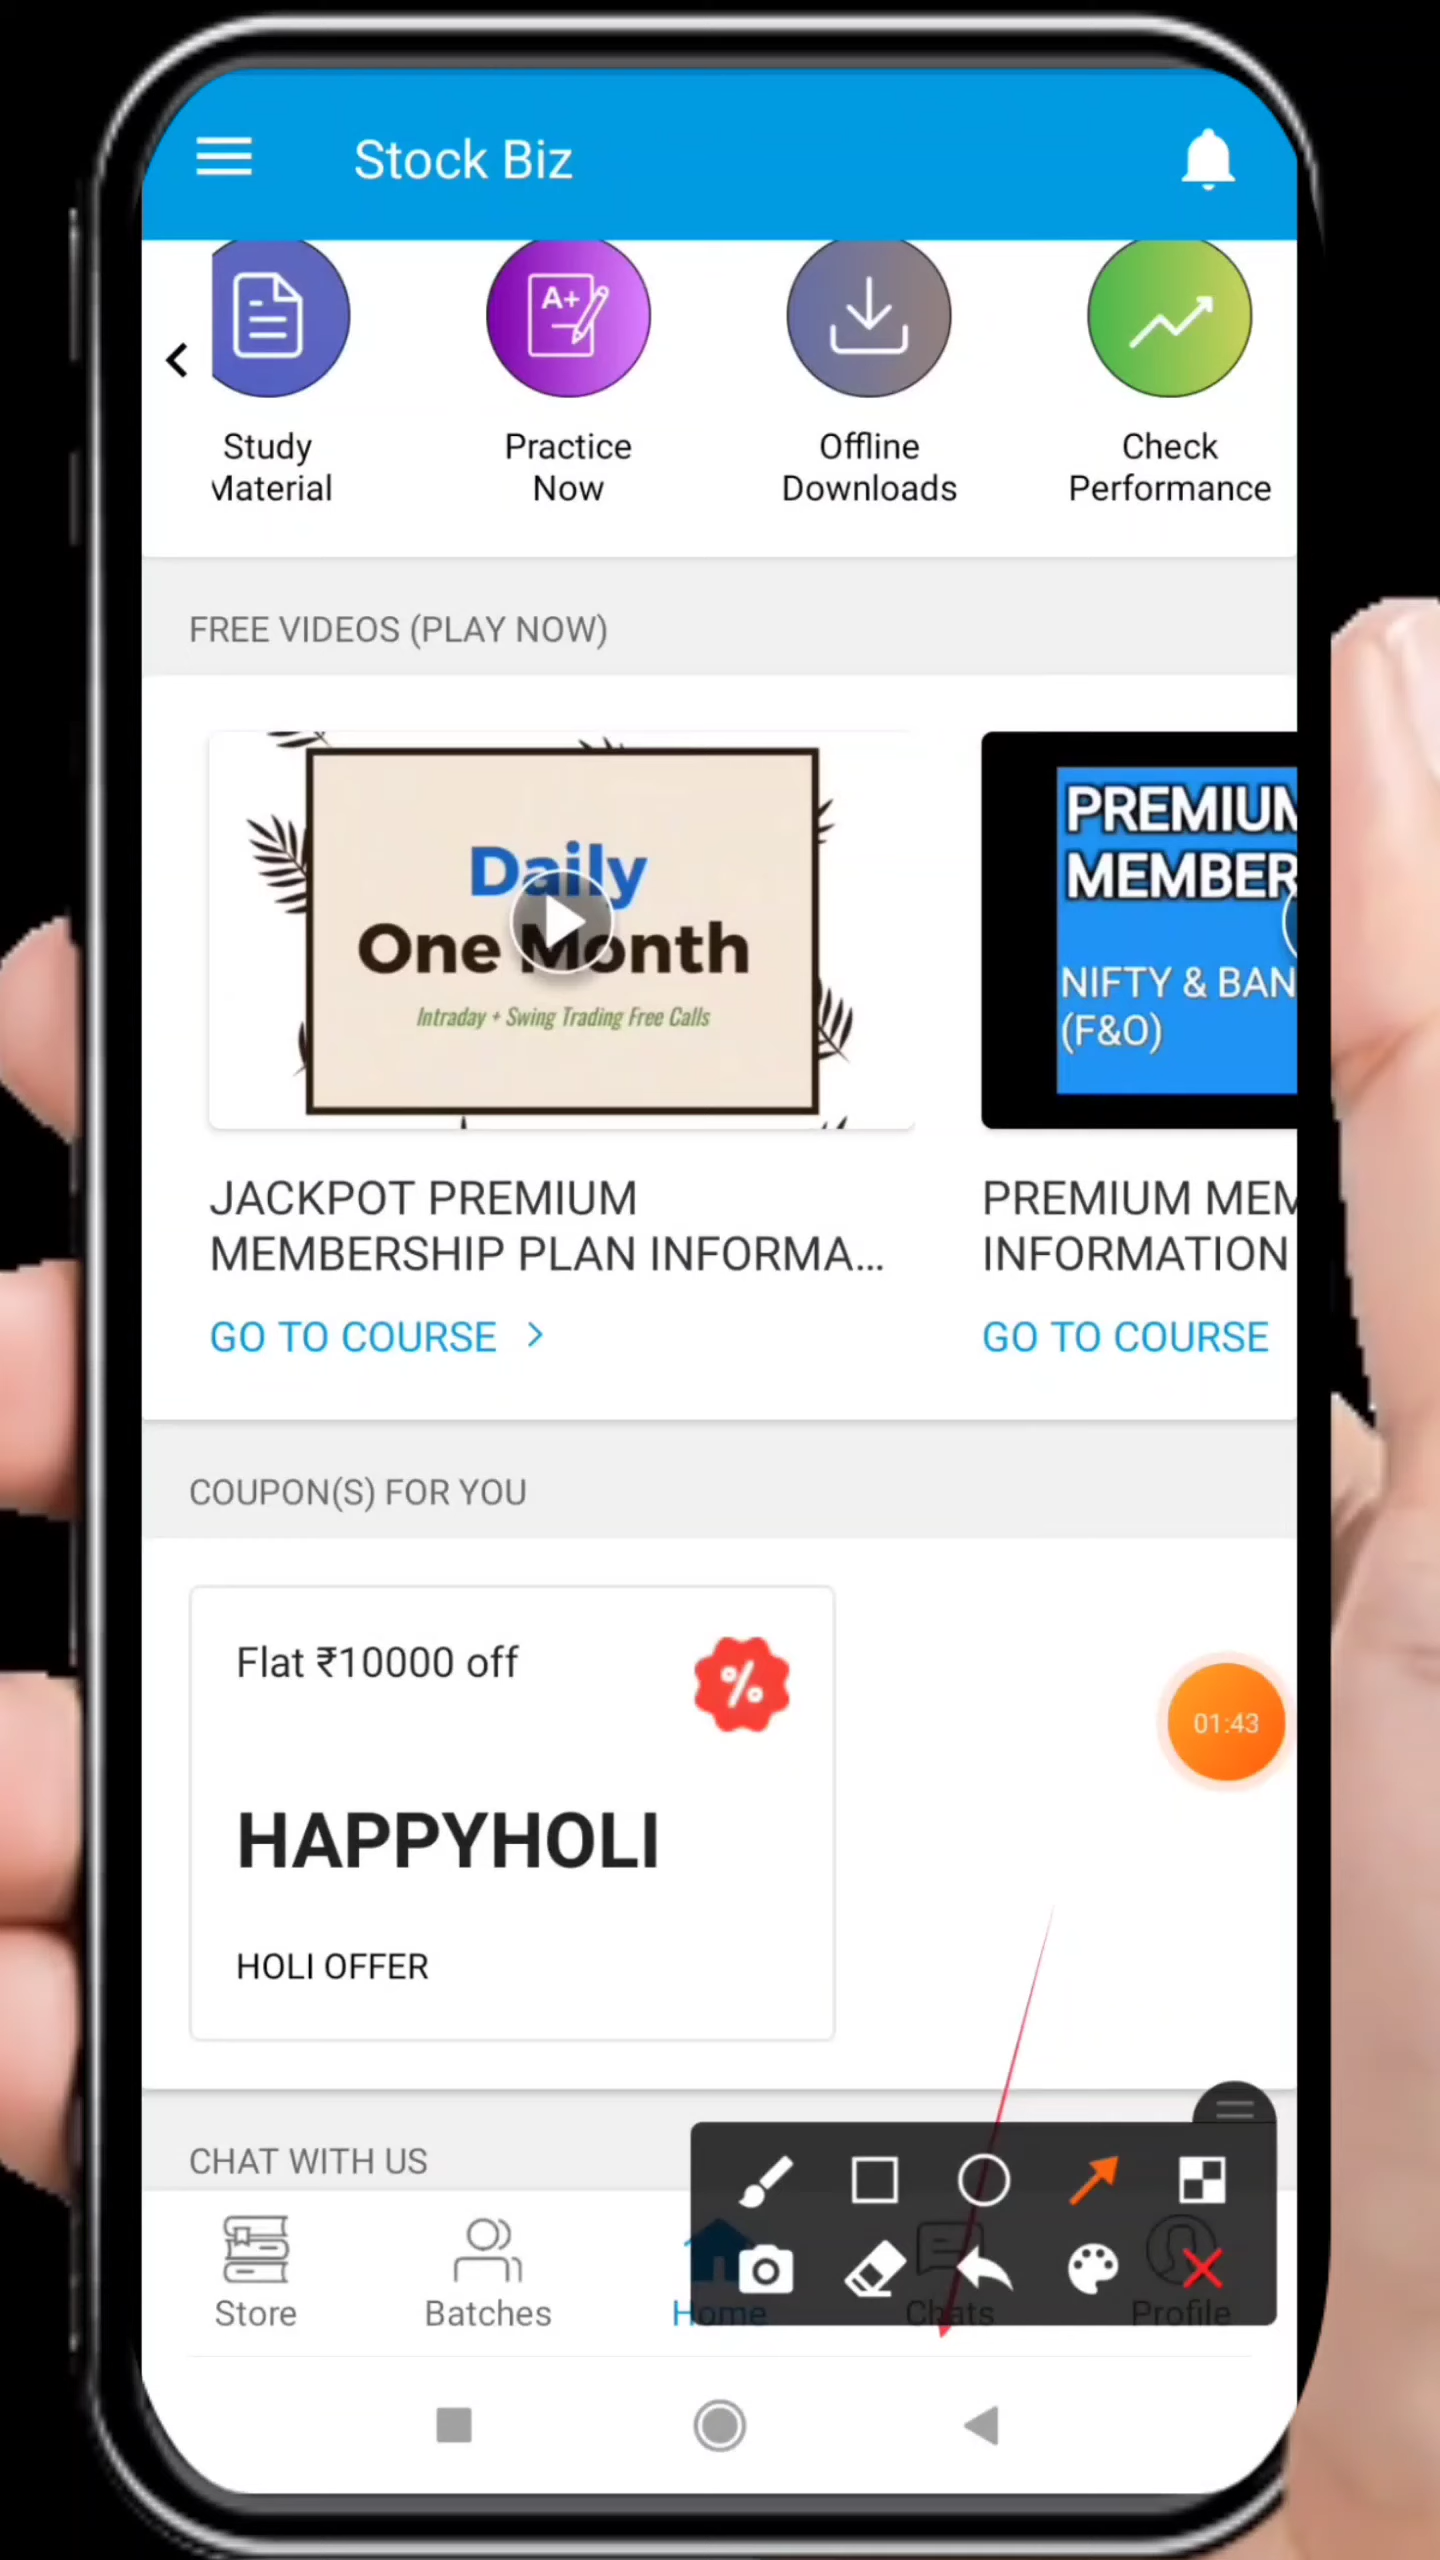 Stock Biz
Study
Material
Practice
Now
Offline
Downloads
Check
Performance
A+
FREE VIDEOS (PLAY NOW)
Daily
One Month
Intraday + Swing Trading Free Calls
PREMIUM
MEMBER
NIFTY & BAN
(F&O)
JACKPOT PREMIUM
MEMBERSHIP PLAN INFORMA...
GO TO COURSE
PREMIUM MEM
INFORMATION
GO TO COURSE
COUPON(S) FOR YOU
Flat ₹10000 off
%
HAPPYHOLI
HOLI OFFER
01:43
CHAT WITH US
Store
Batches
Home
Chats
Profile